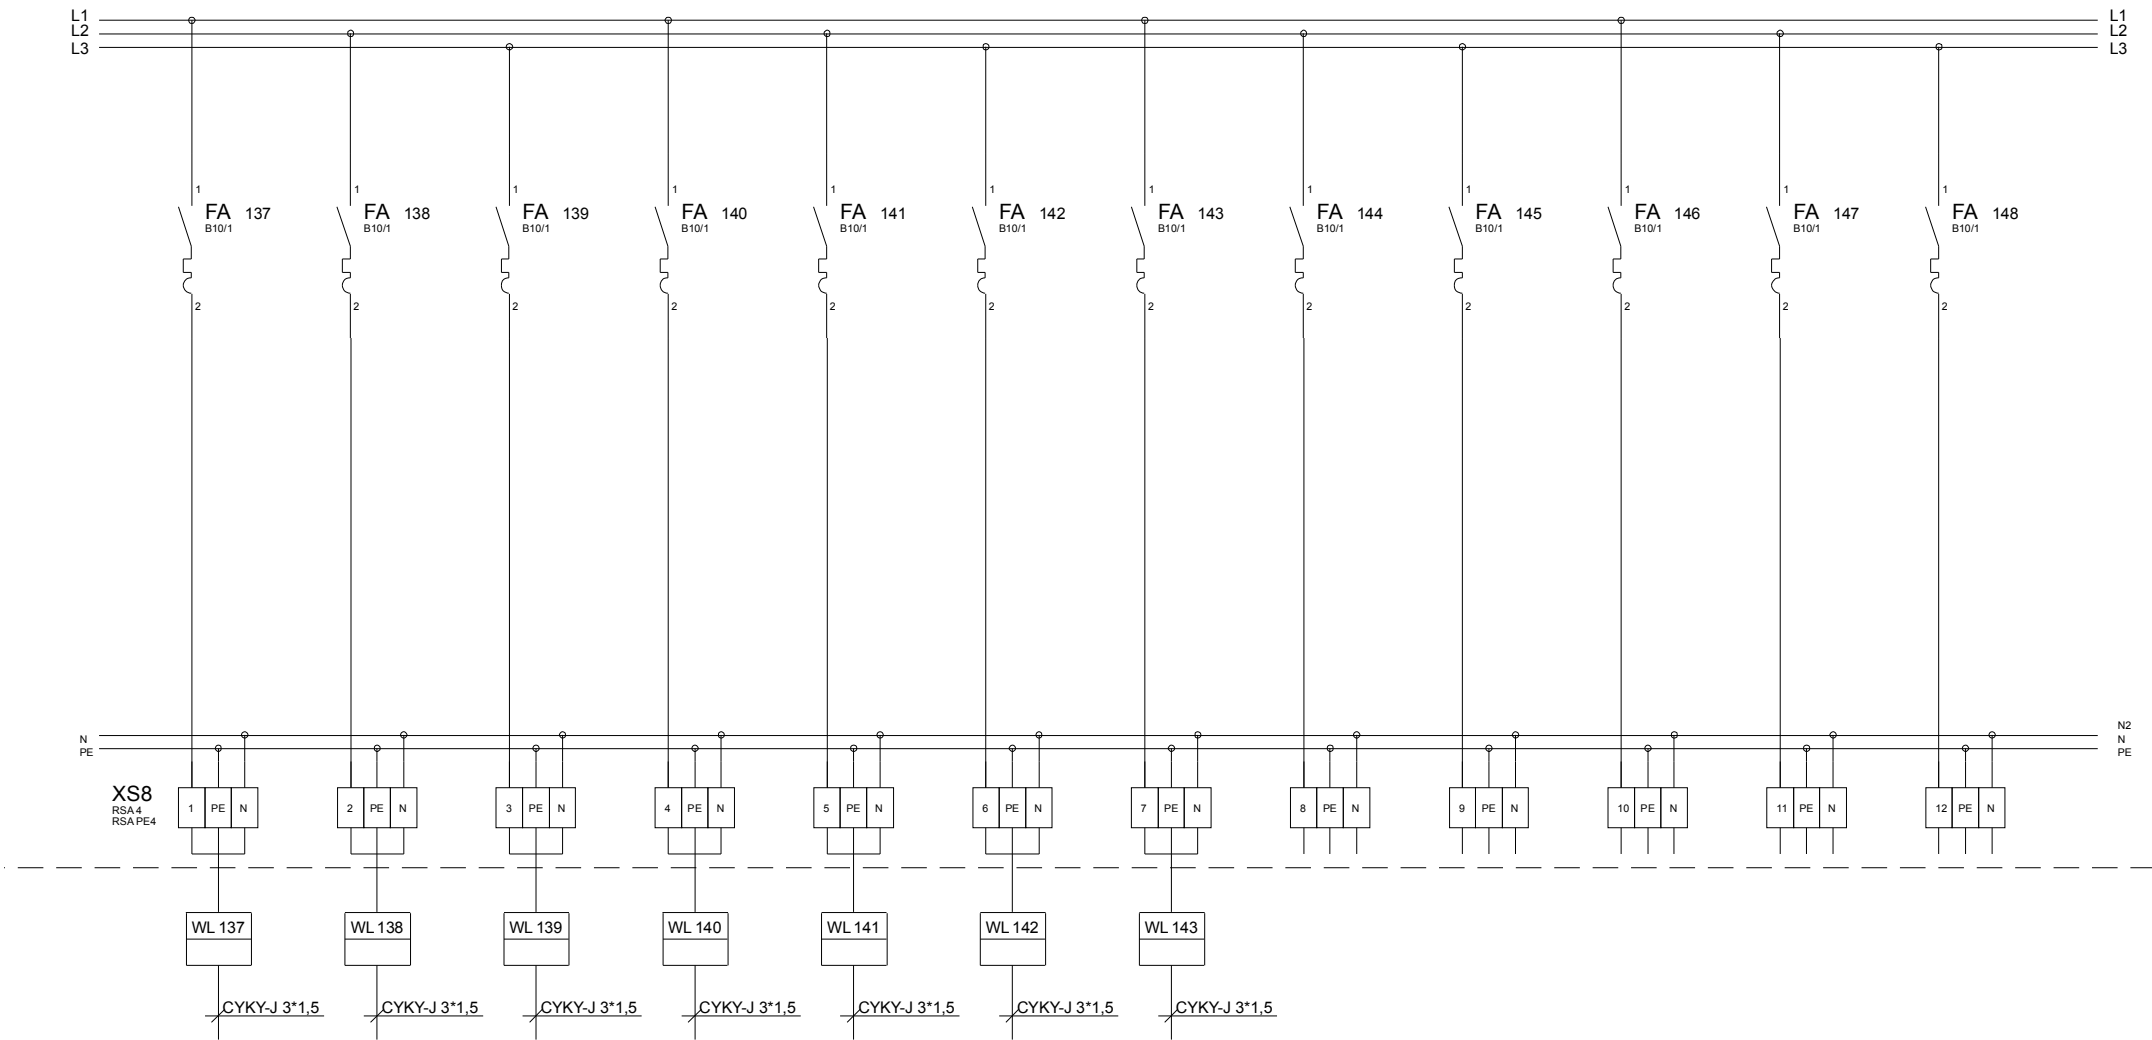 L1 L1
L2 L2
L3 L3
1 1 1 1 1 1 1 1 1 1 1 1
FA 137 FA 138 FA 139 FA 140 FA 141 FA 142 FA 143 FA 144 FA 145 FA 146 FA 147 FA 148
B10/1 B10/1 B10/1 B10/1 B10/1 B10/1 B10/1 B10/1 B10/1 B10/1 B10/1 B10/1
2 2 2 2 2 2 2 2 2 2 2 2
N2
N N
PE PE
XS8
RSA 4
RSA PE4
1 PE N 2 PE N 3 PE N 4 PE N 5 PE N 6 PE N 7 PE N 8 PE N 9 PE N 10 PE N 11 PE N 12 PE N
WL 137 WL 138 WL 139 WL 140 WL 141 WL 142 WL 143
CYKY-J 3*1,5 CYKY-J 3*1,5 CYKY-J 3*1,5 CYKY-J 3*1,5 CYKY-J 3*1,5 CYKY-J 3*1,5 CYKY-J 3*1,5